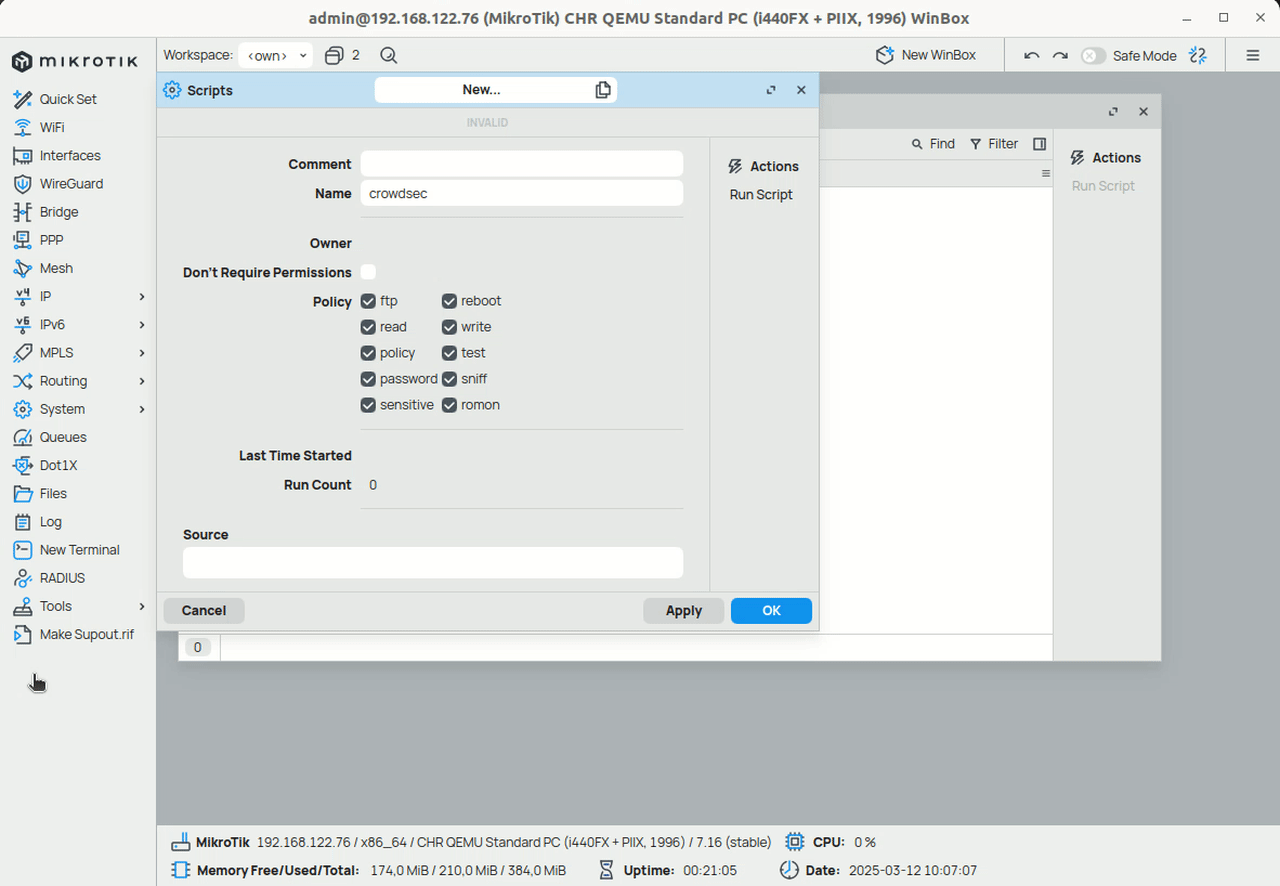 admin@192.168.122.76 (MikroTik) CHR QEMU Standard PC (i440FX + PIIX, 1996) WinBox
MikroTik
Workspace: <own> 2 New WinBox Safe Mode
Quick Set
WiFi
Interfaces
WireGuard
Bridge
PPP
Mesh
IP
IPv6
MPLS
Routing
System
Queues
Dot1X
Files
Log
New Terminal
RADIUS
Tools
Make Supout.rif
Scripts New...
INVALID
Comment
Name crowdsec
Owner
Don't Require Permissions
Policy ftp reboot
read write
policy test
password sniff
sensitive romon
Last Time Started
Run Count 0
Source
Actions
Run Script
Cancel Apply OK
Find Filter
Actions
Run Script
0
MikroTik 192.168.122.76 / x86_64 / CHR QEMU Standard PC (i440FX + PIIX, 1996) / 7.16 (stable) CPU: 0 %
Memory Free/Used/Total: 174,0 MiB / 210,0 MiB / 384,0 MiB Uptime: 00:21:05 Date: 2025-03-12 10:07:07